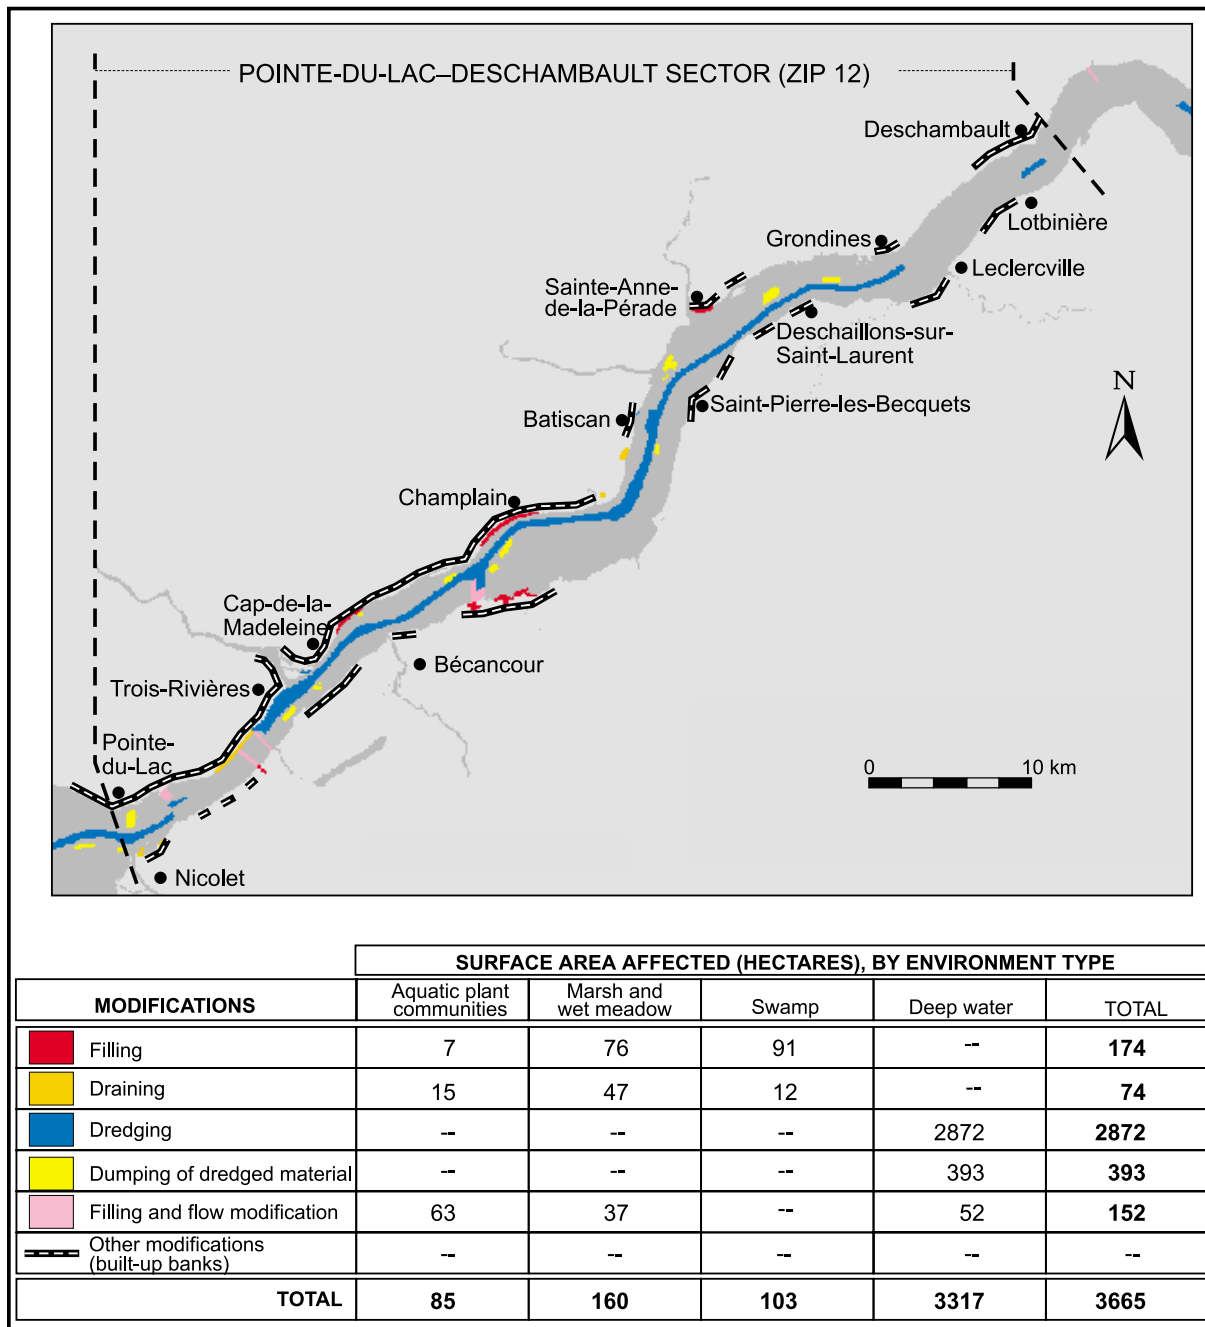 POINTE-DU-LAC–DESCHAMBAULT SECTOR (ZIP 12)
Deschambault
Lotbinière
Grondines
Leclercville
Sainte-Anne-
de-la-Pérade
Deschaillons-sur-
Saint-Laurent
N
Batiscan
Saint-Pierre-les-Becquets
Champlain
Cap-de-la-
Madeleine
Bécancour
Trois-Rivières
Pointe-
du-Lac
0 10 km
Nicolet
SURFACE AREA AFFECTED (HECTARES), BY ENVIRONMENT TYPE
MODIFICATIONS Aquatic plant communities Marsh and wet meadow Swamp Deep water TOTAL
Filling 7 76 91 -- 174
Draining 15 47 12 -- 74
Dredging -- -- -- 2872 2872
Dumping of dredged material -- -- -- 393 393
Filling and flow modification 63 37 -- 52 152
Other modifications (built-up banks) -- -- -- -- --
TOTAL 85 160 103 3317 3665